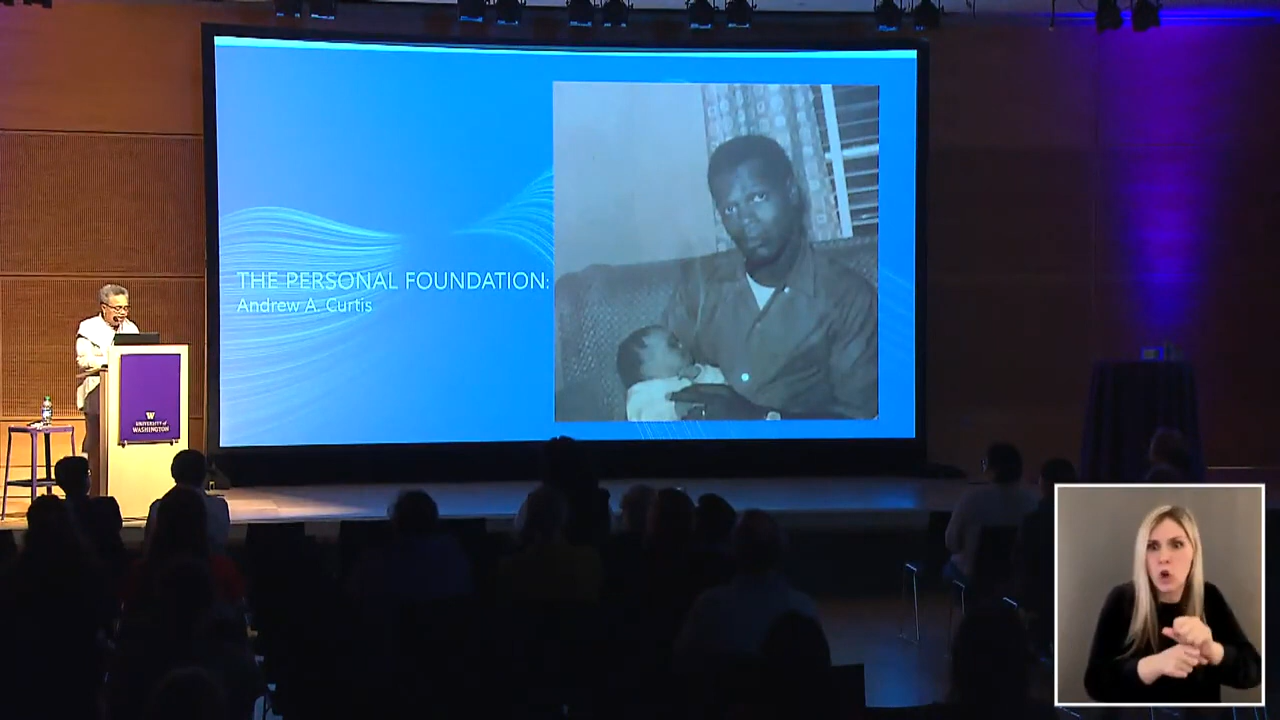 THE PERSONAL FOUNDATION:
Andrew A. Curtis
W
UNIVERSITY of
WASHINGTON